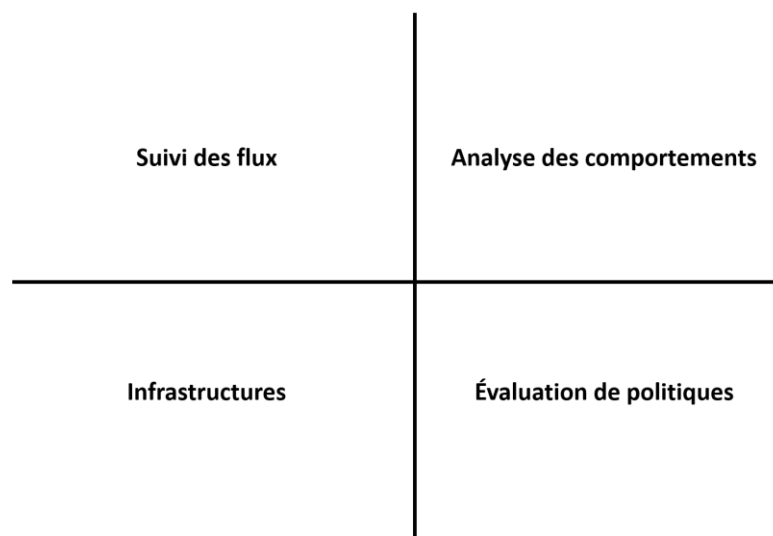 Suivi des flux
Analyse des comportements
Infrastructures
Évaluation de politiques